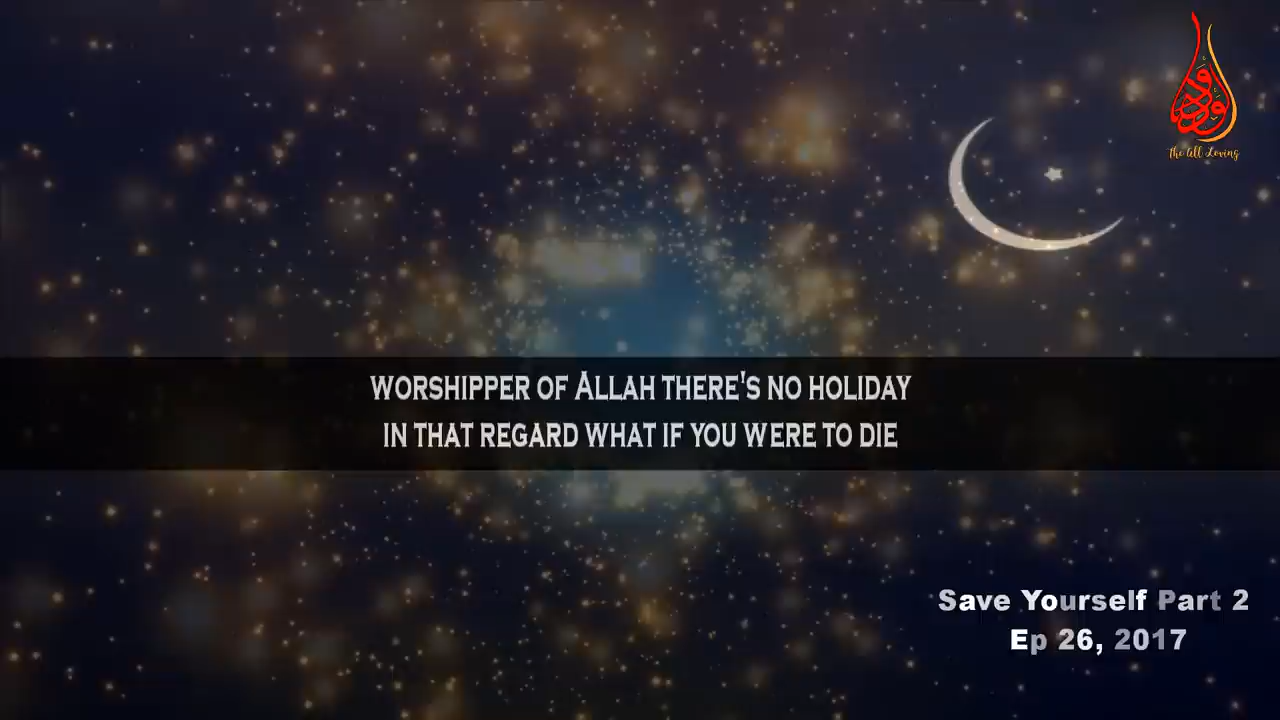 The All Loving
WORSHIPPER OF ALLAH THERE'S NO HOLIDAY
IN THAT REGARD WHAT IF YOU WERE TO DIE
Save Yourself Part 2
Ep 26, 2017